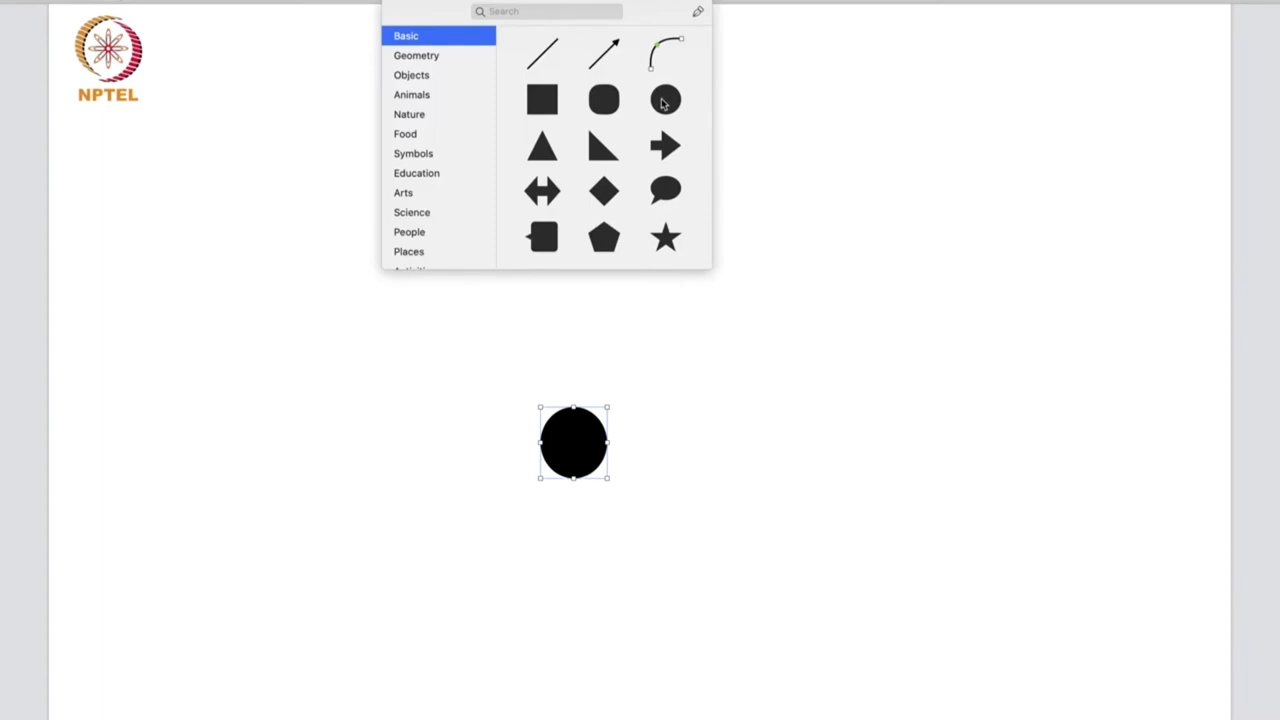 Search
NPTEL
Basic
Geometry
Objects
Animals
Nature
Food
Symbols
Education
Arts
Science
People
Places